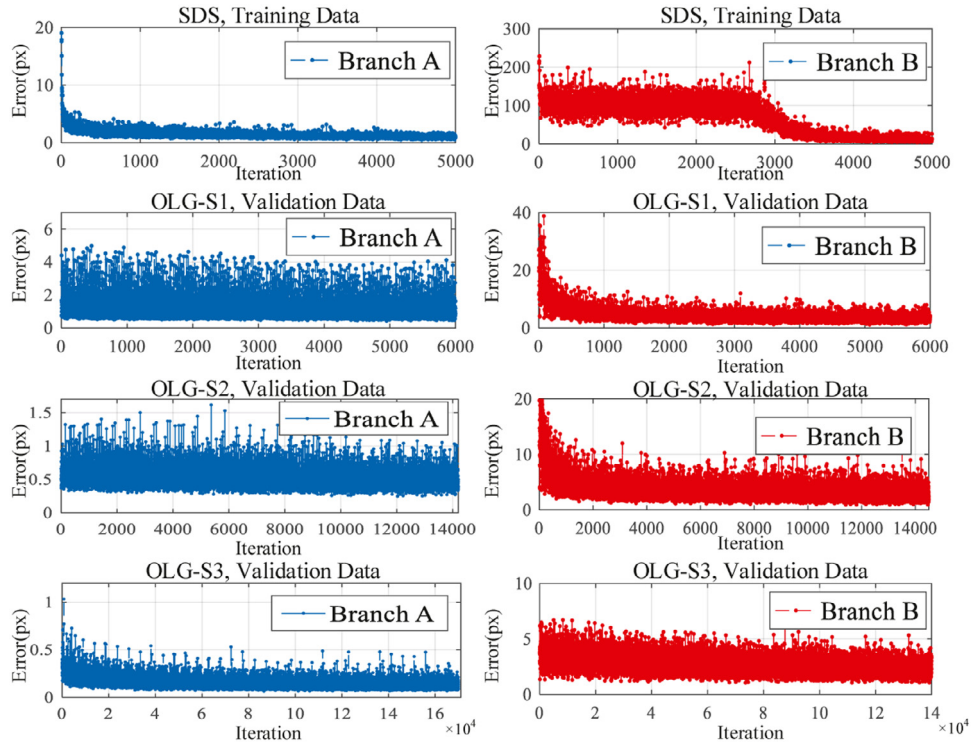 SDS, Training Data
20
10
0
Error(px)
Branch A
0 1000 2000 3000 4000 5000
Iteration
SDS, Training Data
300
200
100
0
Error(px)
Branch B
0 1000 2000 3000 4000 5000
Iteration
OLG-S1, Validation Data
6
4
2
0
Error(px)
Branch A
0 1000 2000 3000 4000 5000 6000
Iteration
OLG-S1, Validation Data
40
20
0
Error(px)
Branch B
0 1000 2000 3000 4000 5000 6000
Iteration
OLG-S2, Validation Data
1.5
1
0.5
0
Error(px)
Branch A
0 2000 4000 6000 8000 10000 12000 14000
Iteration
OLG-S2, Validation Data
20
10
0
Error(px)
Branch B
0 2000 4000 6000 8000 10000 12000 14000
Iteration
OLG-S3, Validation Data
1
0.5
0
Error(px)
Branch A
0 2 4 6 8 10 12 14 16
×10⁴
Iteration
OLG-S3, Validation Data
10
5
0
Error(px)
Branch B
0 2 4 6 8 10 12 14
×10⁴
Iteration